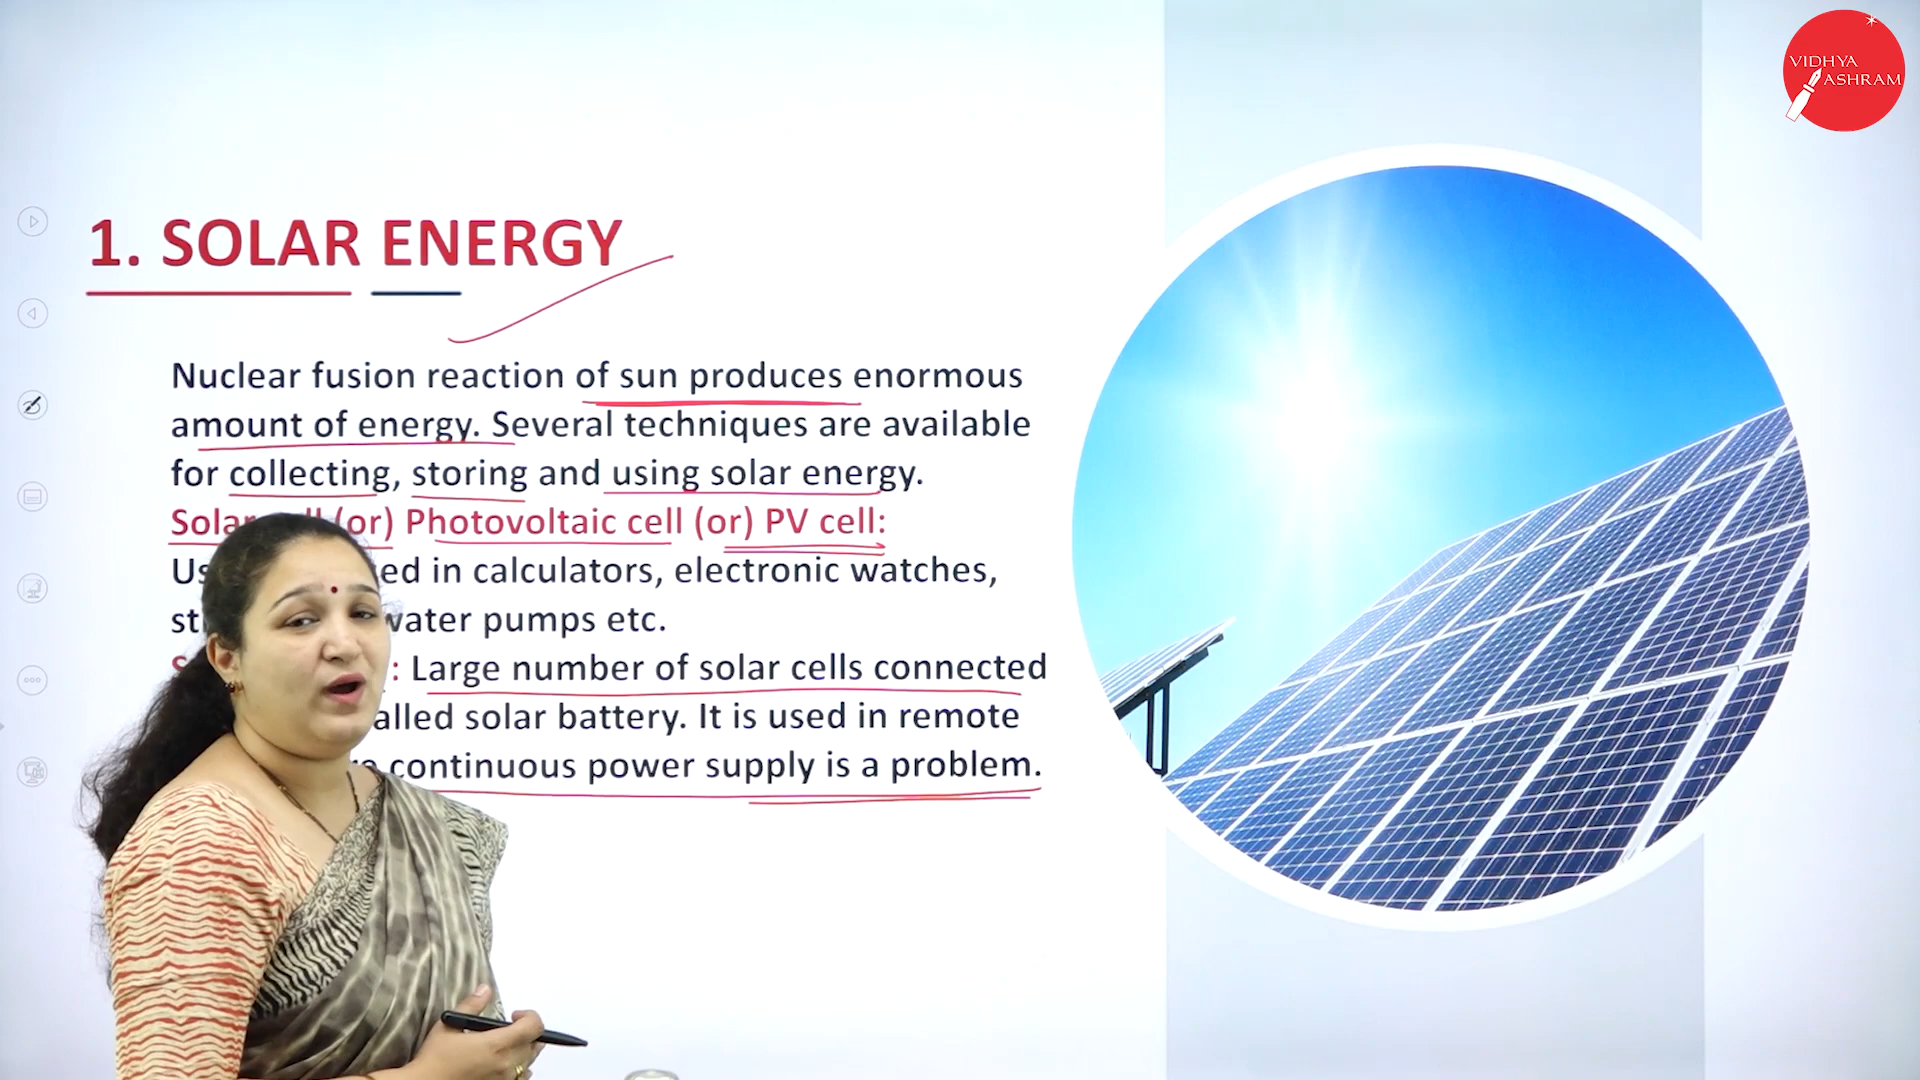 VIDHYA
ASHRAM
1. SOLAR ENERGY
Nuclear fusion reaction of sun produces enormous
amount of energy. Several techniques are available
for collecting, storing and using solar energy.
(or) Photovoltaic cell (or) PV cell:
in calculators, electronic watches,
water pumps etc.
: Large number of solar cells connected
solar battery. It is used in remote
continuous power supply is a problem.